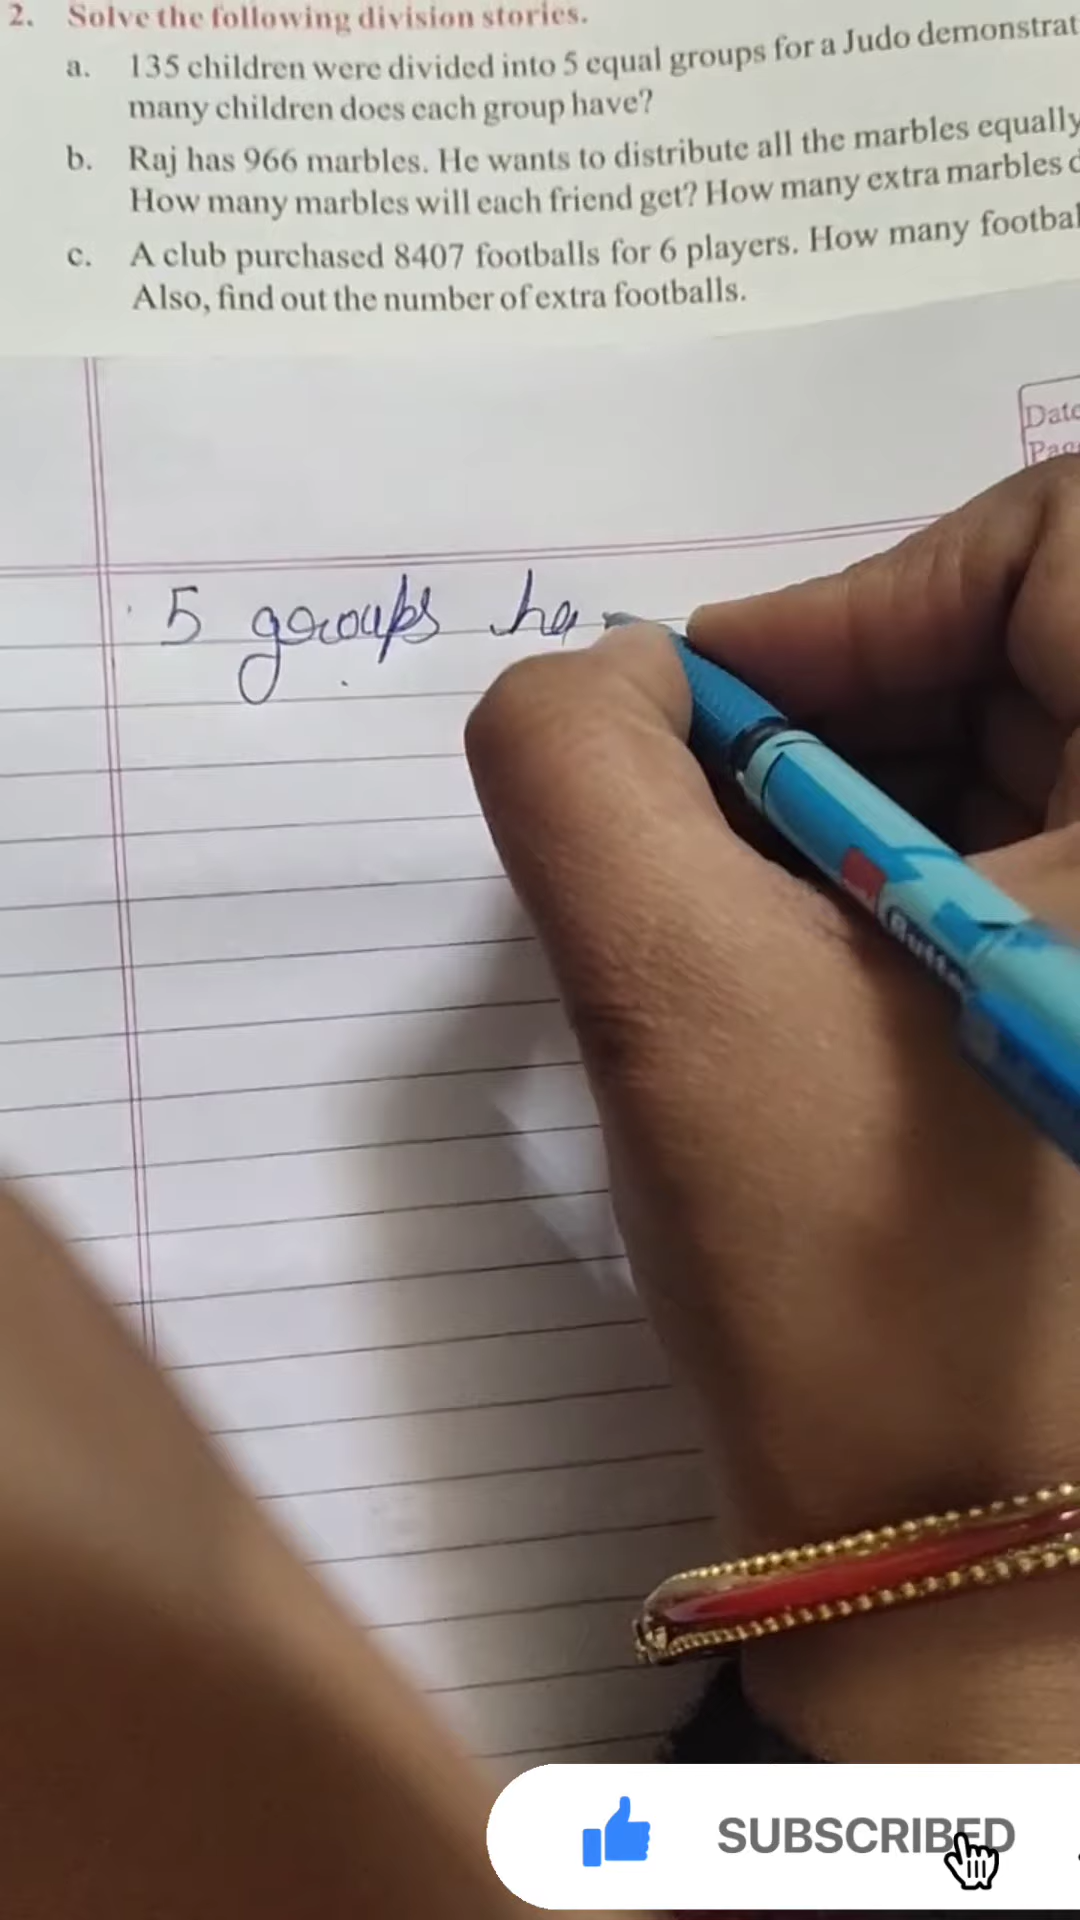 2. Solve the following division stories.
a. 135 children were divided into 5 equal groups for a Judo demonstrat
many children does each group have?
b. Raj has 966 marbles. He wants to distribute all the marbles equally
How many marbles will each friend get? How many extra marbles
c. A club purchased 8407 footballs for 6 players. How many footbal
Also, find out the number of extra footballs.
Date
5 groups ha
SUBSCRIBED